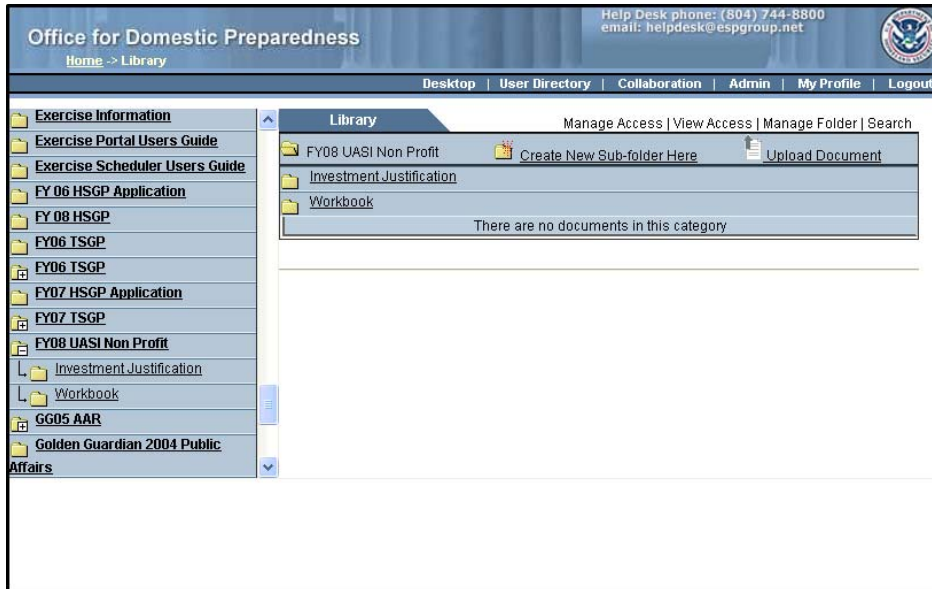 Help Desk phone: (804) 744-8800
email: helpdesk@espgroup.net
Office for Domestic Preparedness
Home -> Library
Desktop | User Directory | Collaboration | Admin | My Profile | Logout
Exercise Information
Exercise Portal Users Guide
Exercise Scheduler Users Guide
FY 06 HSGP Application
FY 08 HSGP
FY06 TSGP
FY06 TSGP
FY07 HSGP Application
FY07 TSGP
FY08 UASI Non Profit
Investment Justification
Workbook
GG05 AAR
Golden Guardian 2004 Public
Affairs
Library
Manage Access | View Access | Manage Folder | Search
FY08 UASI Non Profit Create New Sub-folder Here Upload Document
Investment Justification
Workbook
There are no documents in this category